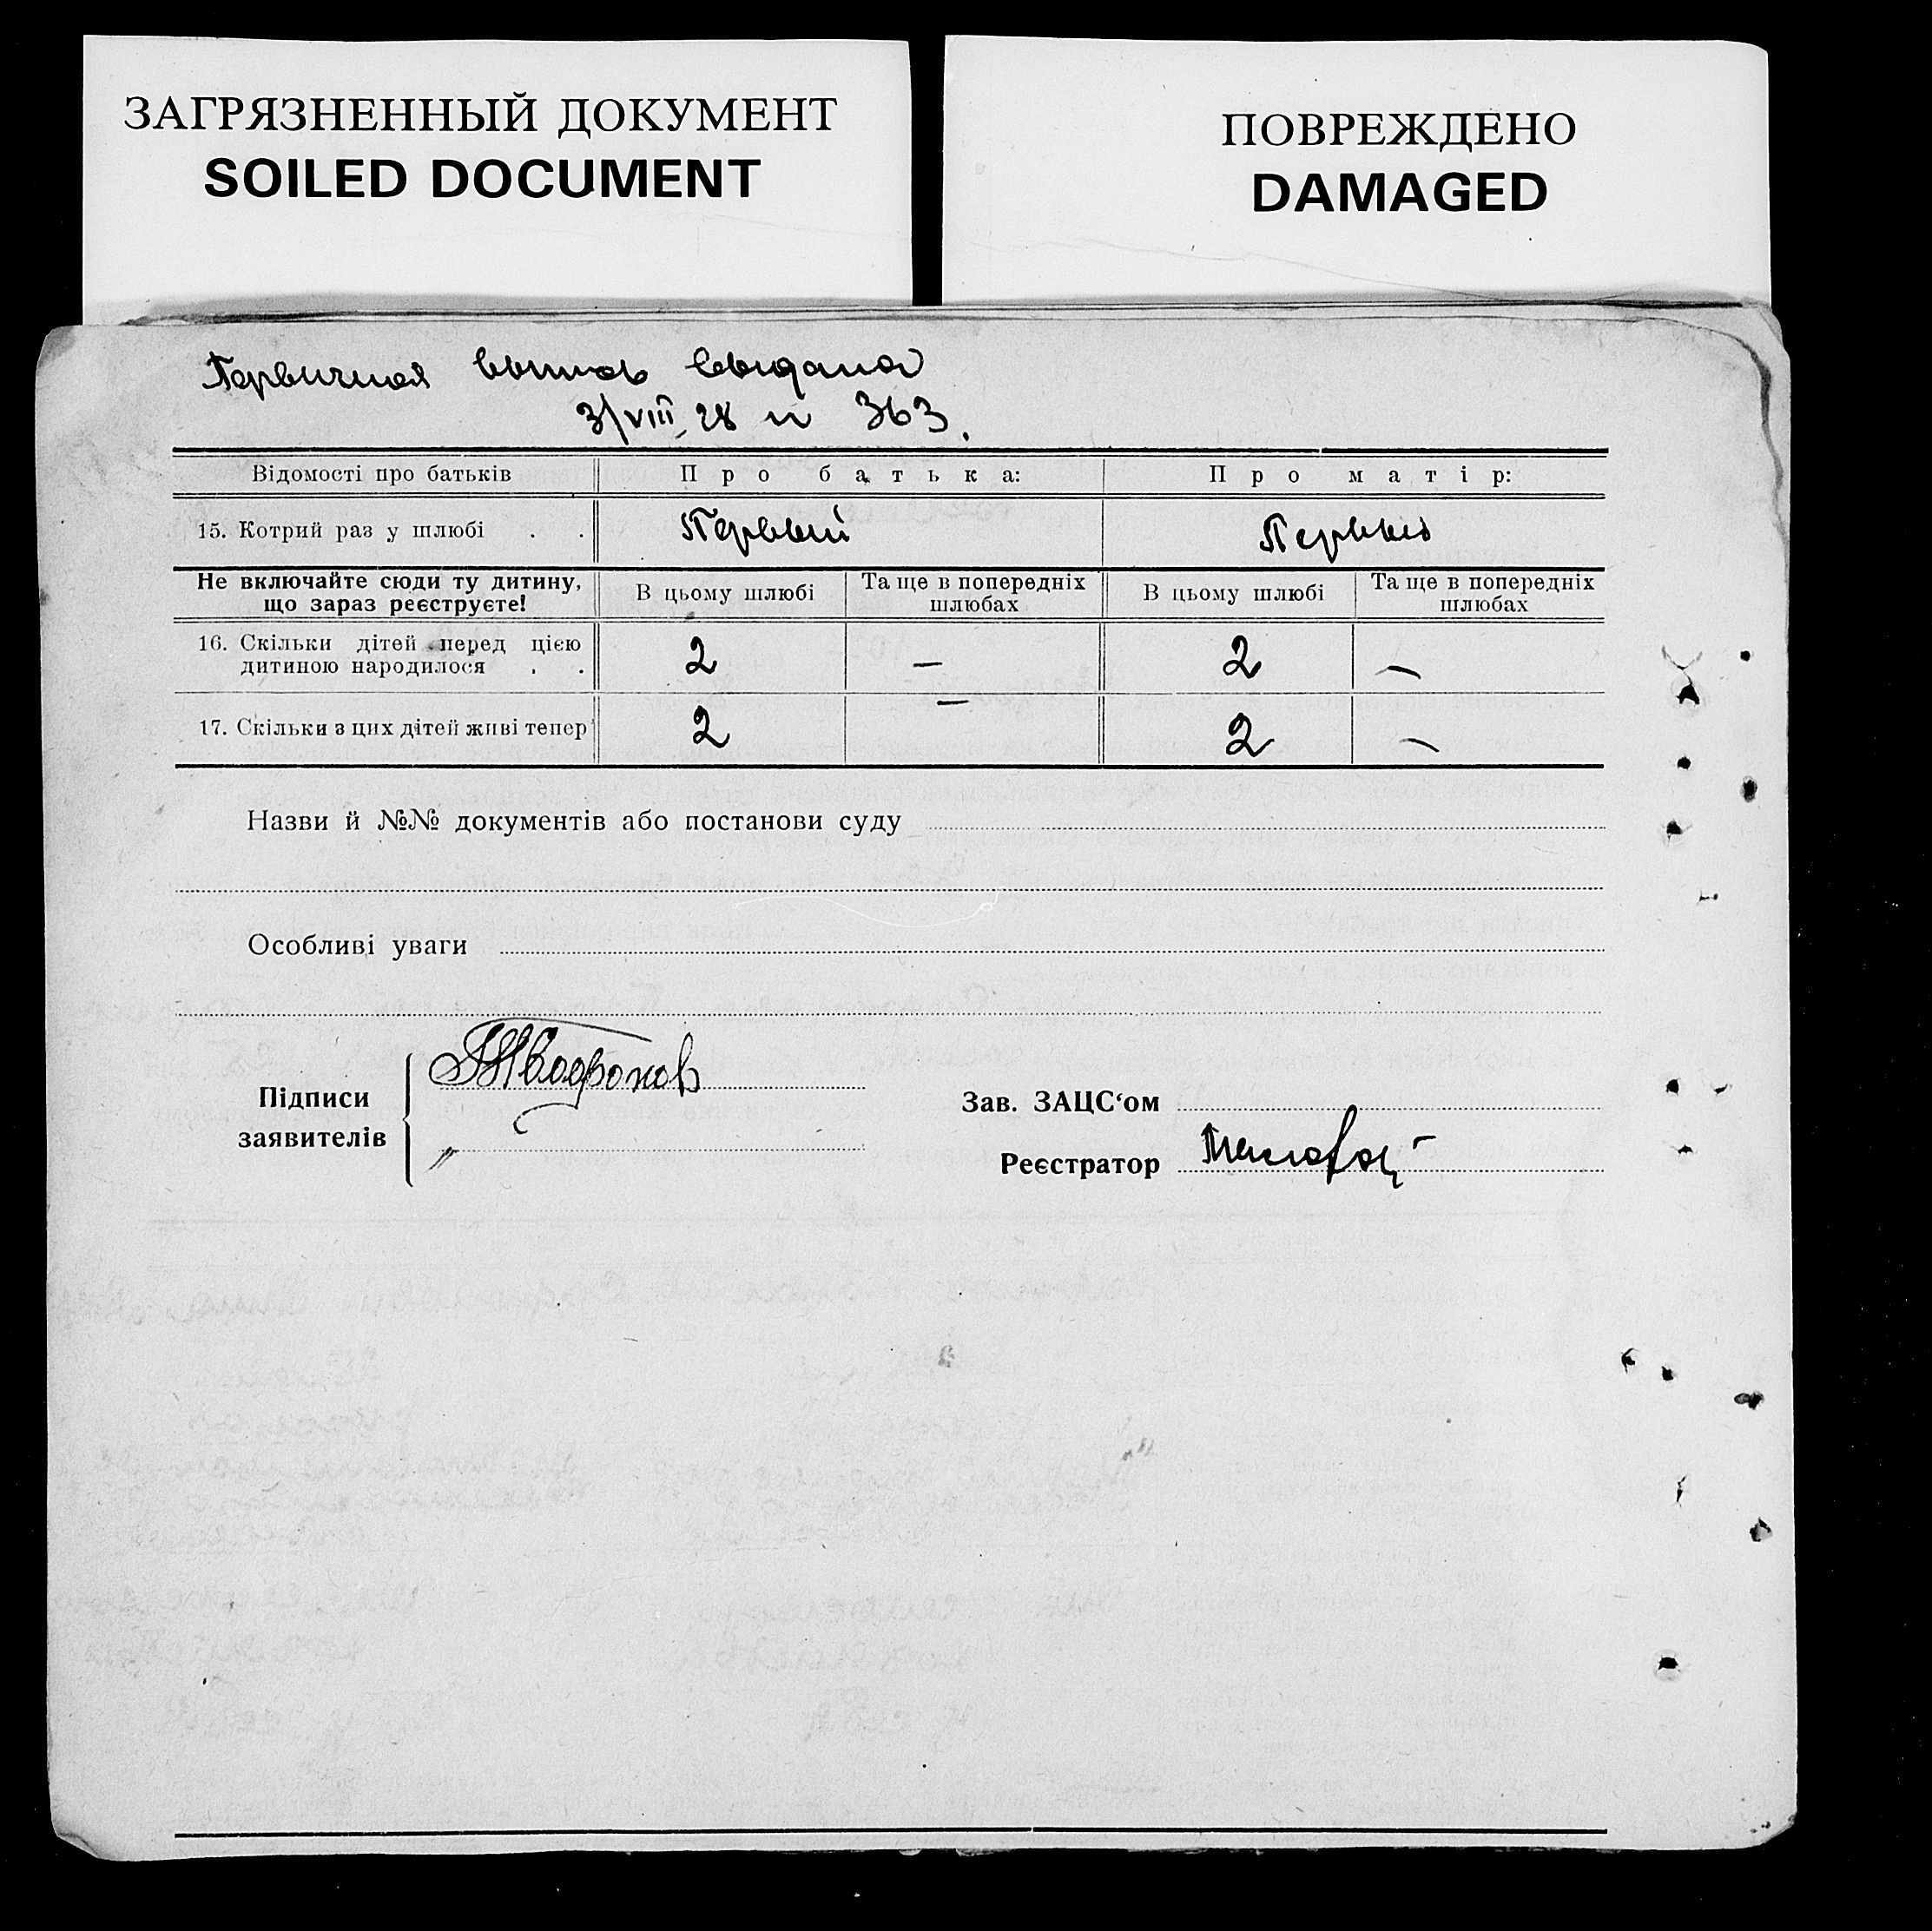 ЗАГРЯЗНЕННЫЙ ДОКУМЕНТ
SOILED DOCUMENT
ПОВРЕЖДЕНО
DAMAGED
Первичная выпись выдана
3/VIII 28 н 363.
Відомості про батьків Про батька: Про матір:
15. Котрий раз у шлюбі . . Первый Первый
Не включайте сюди ту дитину, що зараз реєструєте! В цьому шлюбі Та ще в попередніх шлюбах В цьому шлюбі Та ще в попередніх шлюбах
16. Скільки дітей перед цією
дитиною народилося . . 2 — 2 —
17. Скільки з цих дітей живі тепер 2 — 2 —
Назви й №№ документів або постанови суду
Особливі уваги
Підписи
заявителів
Зав. ЗАЦС‘ом
Реєстратор